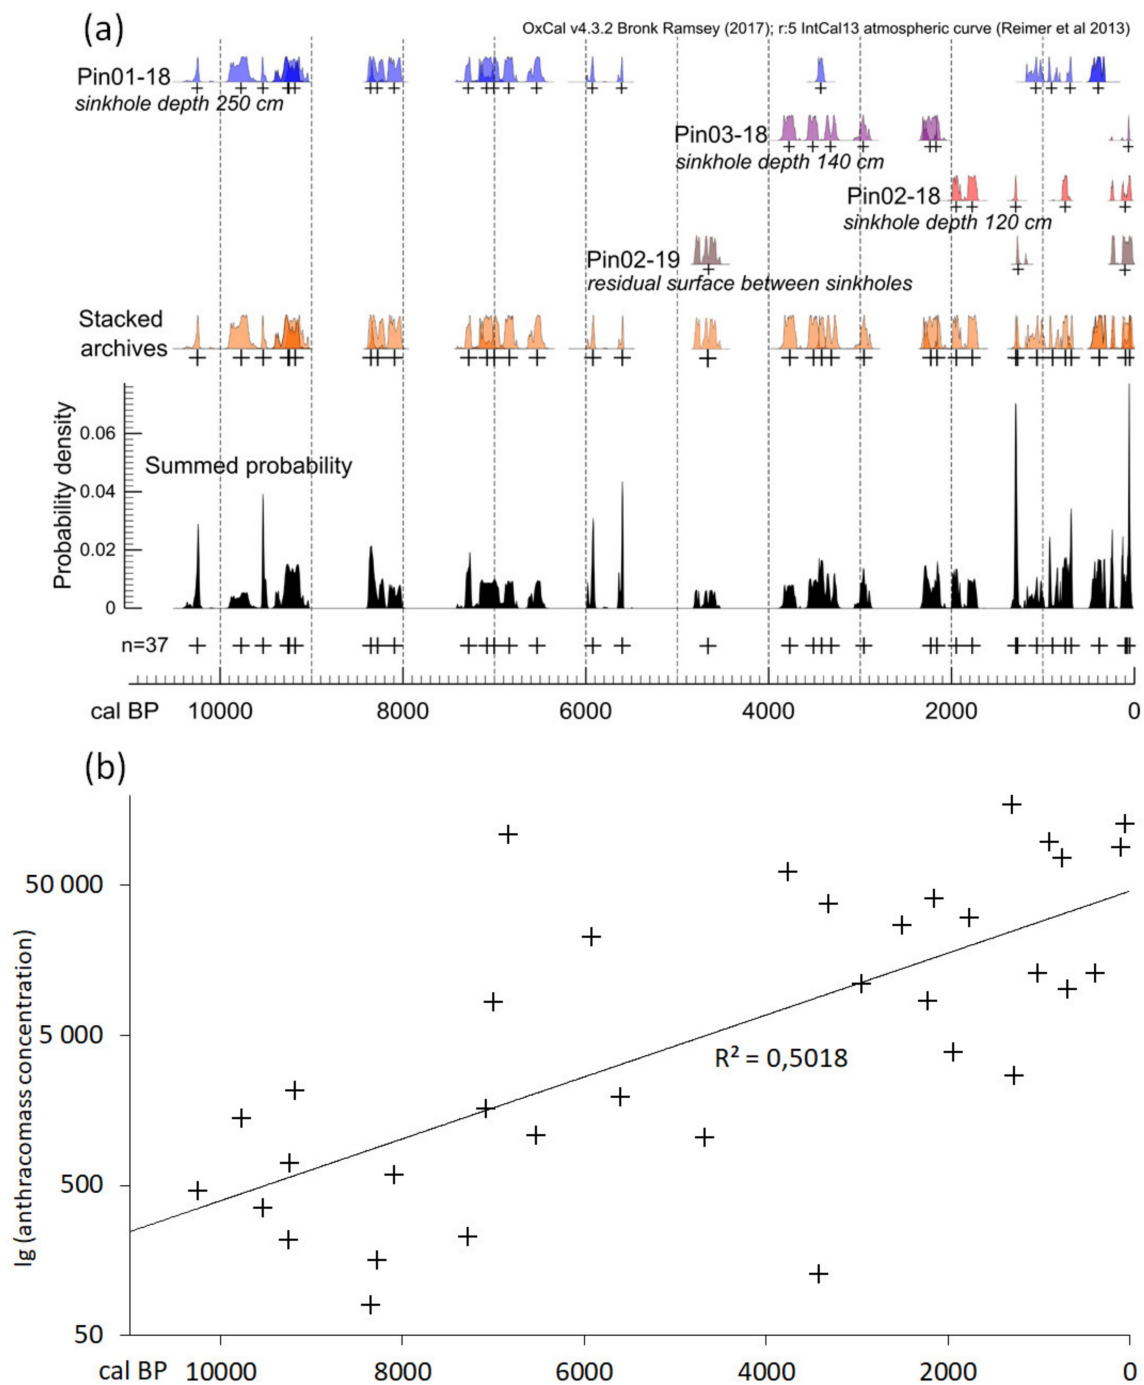 (a)
OxCal v4.3.2 Bronk Ramsey (2017); r:5 IntCal13 atmospheric curve (Reimer et al 2013)
Pin01-18
sinkhole depth 250 cm
Pin03-18
sinkhole depth 140 cm
Pin02-18
sinkhole depth 120 cm
Pin02-19
residual surface between sinkholes
Stacked
archives
Probability density
0.06
0.04
0.02
0
Summed probability
n=37
cal BP 10000 8000 6000 4000 2000 0
(b)
lg (anthracomass concentration)
50 000
5 000
500
50
R² = 0,5018
cal BP 10000 8000 6000 4000 2000 0